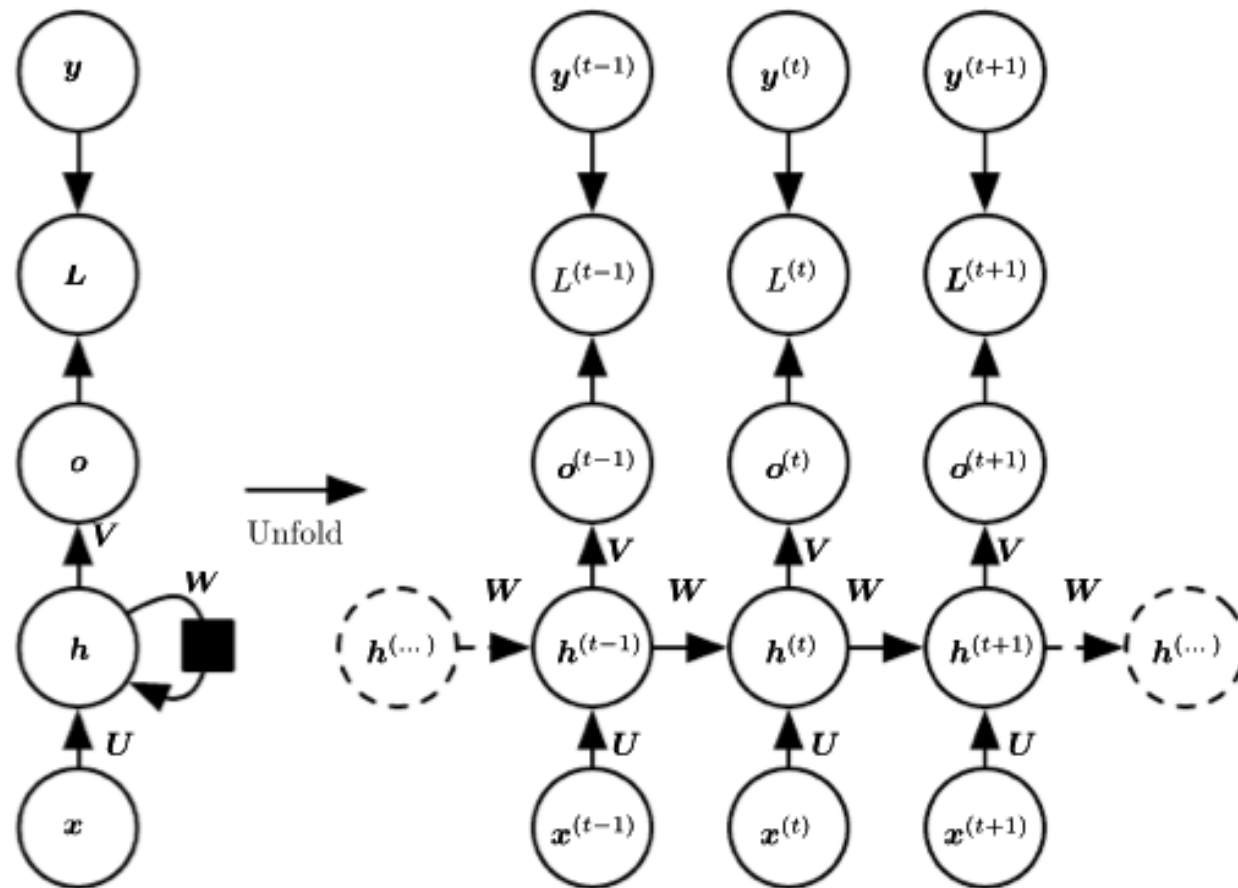 y y(t−1) y(t) y(t+1)
L L(t−1) L(t) L(t+1)
o o(t−1) o(t) o(t+1)
Unfold
V V V V
W W W W W
h h(...) h(t−1) h(t) h(t+1) h(...)
U U U U
x x(t−1) x(t) x(t+1)